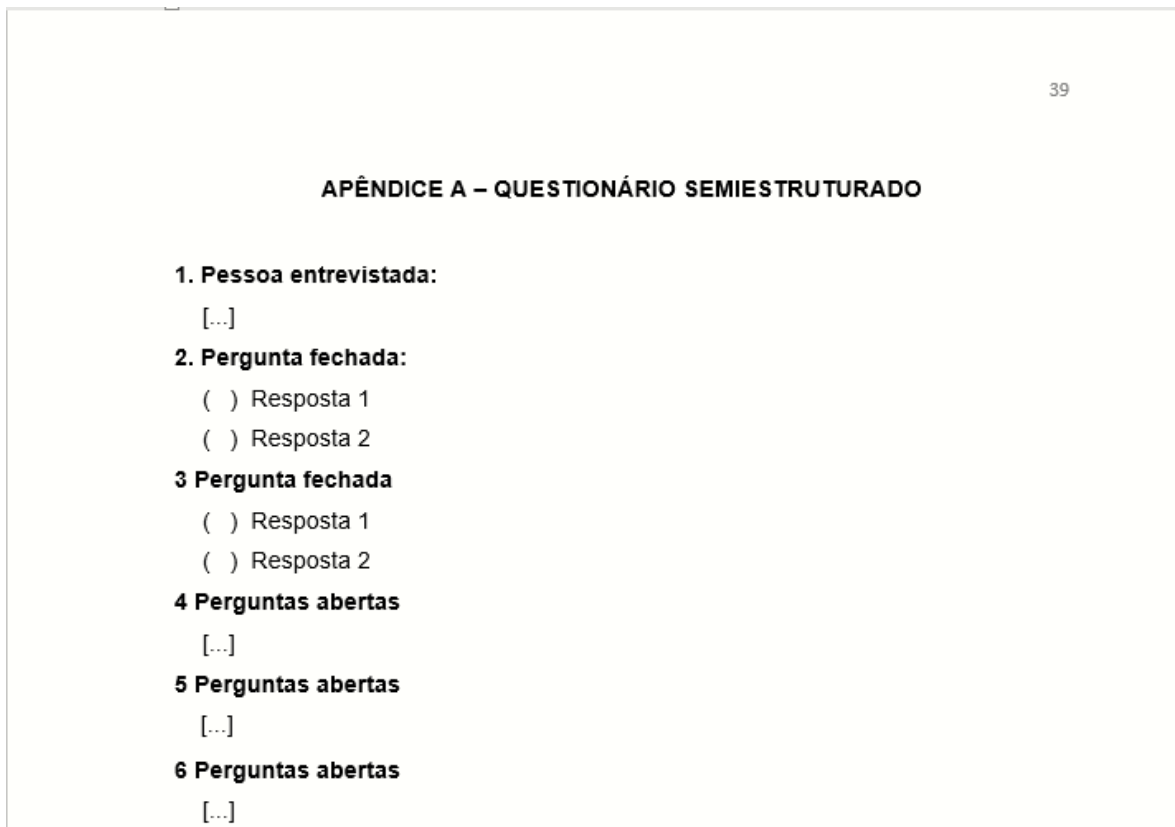 39
APÊNDICE A – QUESTIONÁRIO SEMIESTRUTURADO
1. Pessoa entrevistada:
[...]
2. Pergunta fechada:
( ) Resposta 1
( ) Resposta 2
3 Pergunta fechada
( ) Resposta 1
( ) Resposta 2
4 Perguntas abertas
[...]
5 Perguntas abertas
[...]
6 Perguntas abertas
[...]